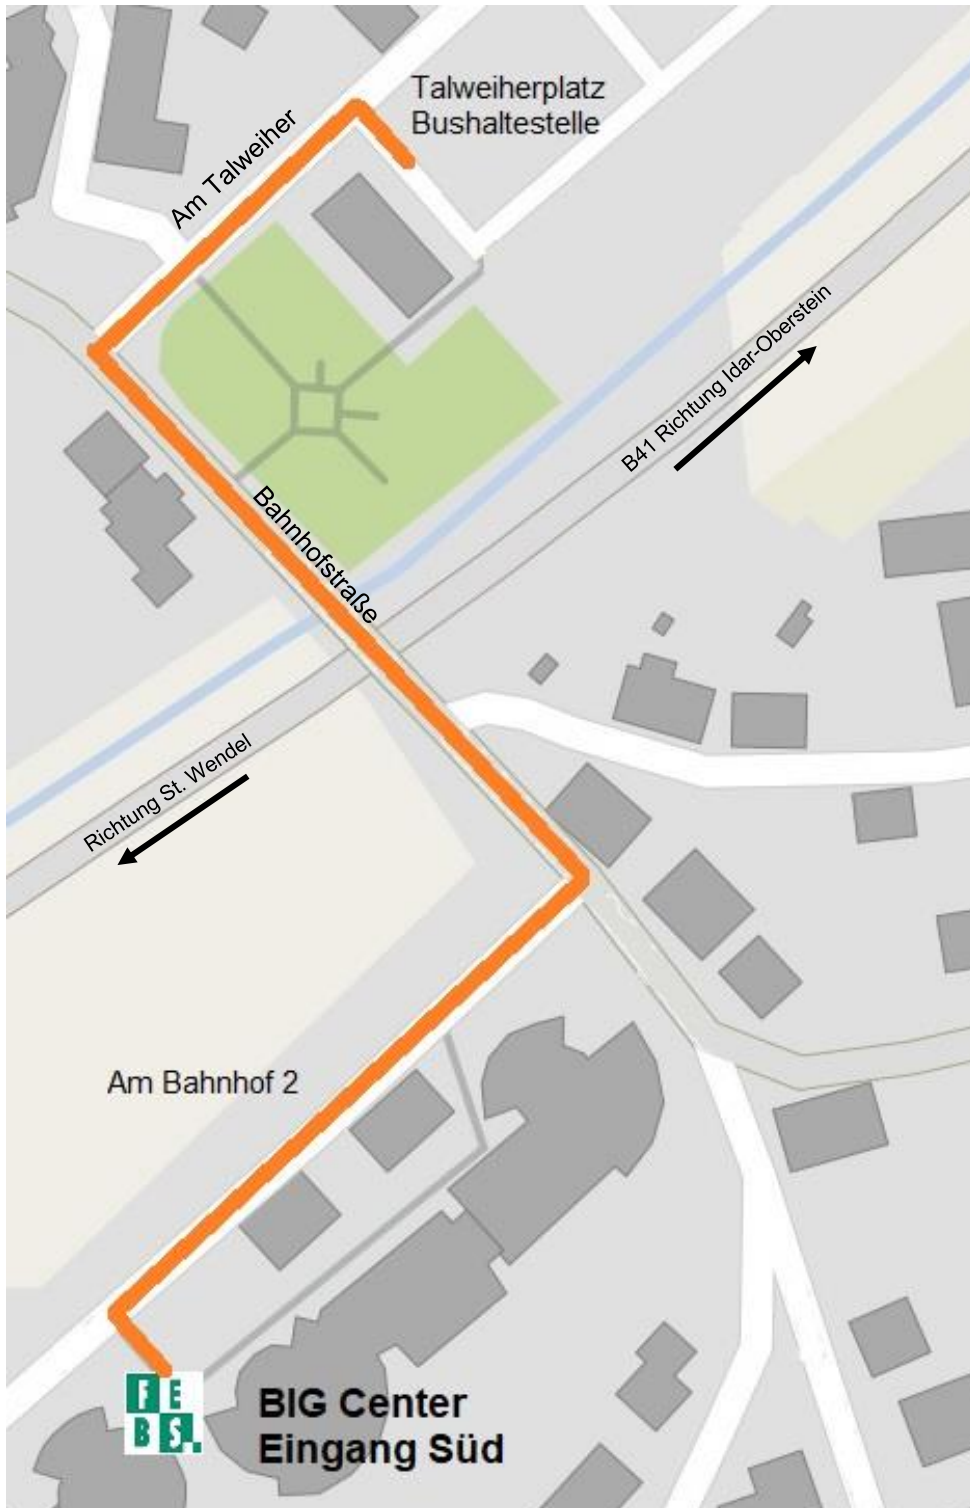 Talweiherplatz
Bushaltestelle
Am Talweiher
B41 Richtung Idar-Oberstein
Bahnhofstraße
Richtung St. Wendel
Am Bahnhof 2
F E
B S.
BIG Center
Eingang Süd